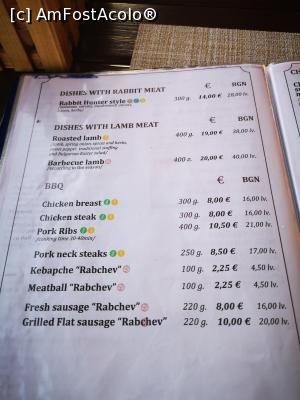 [c] AmFostAcolo®
€ BGN
DISHES WITH RABBIT MEAT
Rabbit Hunter style 300 g. 14,00 € 28,00 lv.
DISHES WITH LAMB MEAT € BGN
Roasted lamb 400 g. 19,00 € 38,00 lv.
Barbecue lamb 400 g. 20,00 € 40,00 lv.
BBQ € BGN
Chicken breast 300 g. 8,00 € 16,00 lv.
Chicken steak 300 g. 8,00 € 16,00 lv.
Pork Ribs 400 g. 10,50 € 21,00 lv.
/cooking time 30-40min/
Pork neck steaks 250 g. 8,50 € 17,00 lv.
Kebapche “Rabchev” 100 g. 2,25 € 4,50 lv.
Meatball “Rabchev” 100 g. 2,25 € 4,50 lv.
Fresh sausage “Rabchev” 220 g. 8,00 € 16,00 lv.
Grilled Flat sausage “Rabchev” 220 g. 10,00 € 20,00 lv.